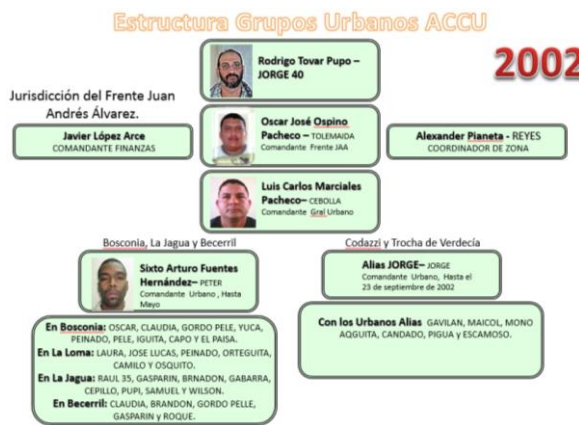 Estructura Grupos Urbanos ACCU
2002
Rodrigo Tovar Pupo –
JORGE 40
Jurisdicción del Frente Juan
Andrés Álvarez.
Javier López Arce
COMANDANTE FINANZAS
Oscar José Ospino
Pacheco – TOLEMAIDA
Comandante Frente JAA
Alexander Pianeta - REYES
COORDINADOR DE ZONA
Luis Carlos Marciales
Pacheco– CEBOLLA
Comandante Gral Urbano
Bosconia, La Jagua y Becerril
Sixto Arturo Fuentes
Hernández– PETER
Comandante Urbano , Hasta
Mayo
En Bosconia: OSCAR, CLAUDIA, GORDO PELE, YUCA,
PEINADO, PELE, IGUITA, CAPO Y EL PAISA.
En La Loma: LAURA, JOSE LUCAS, PEINADO, ORTEGUITA,
CAMILO Y OSQUITO.
En La Jagua: RAUL 35, GASPARIN, BRNADON, GABARRA,
CEPILLO, PUPI, SAMUEL Y WILSON.
En Becerril: CLAUDIA, BRANDON, GORDO PELLE,
GASPARIN y ROQUE.
Codazzi y Trocha de Verdecía
Alias JORGE– JORGE
Comandante Urbano, Hasta el
23 de septiembre de 2002
Con los Urbanos Alias GAVILAN, MAICOL, MONO
AQGUITA, CANDADO, PIGUA y ESCAMOSO.